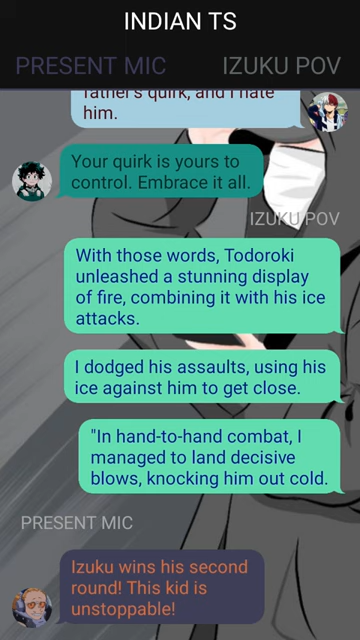 INDIAN TS
PRESENT MIC
IZUKU POV
father's quirk, and I hate
him.
Your quirk is yours to
control. Embrace it all.
IZUKU POV
With those words, Todoroki
unleashed a stunning display
of fire, combining it with his ice
attacks.
I dodged his assaults, using his
ice against him to get close.
"In hand-to-hand combat, I
managed to land decisive
blows, knocking him out cold.
PRESENT MIC
Izuku wins his second
round! This kid is
unstoppable!